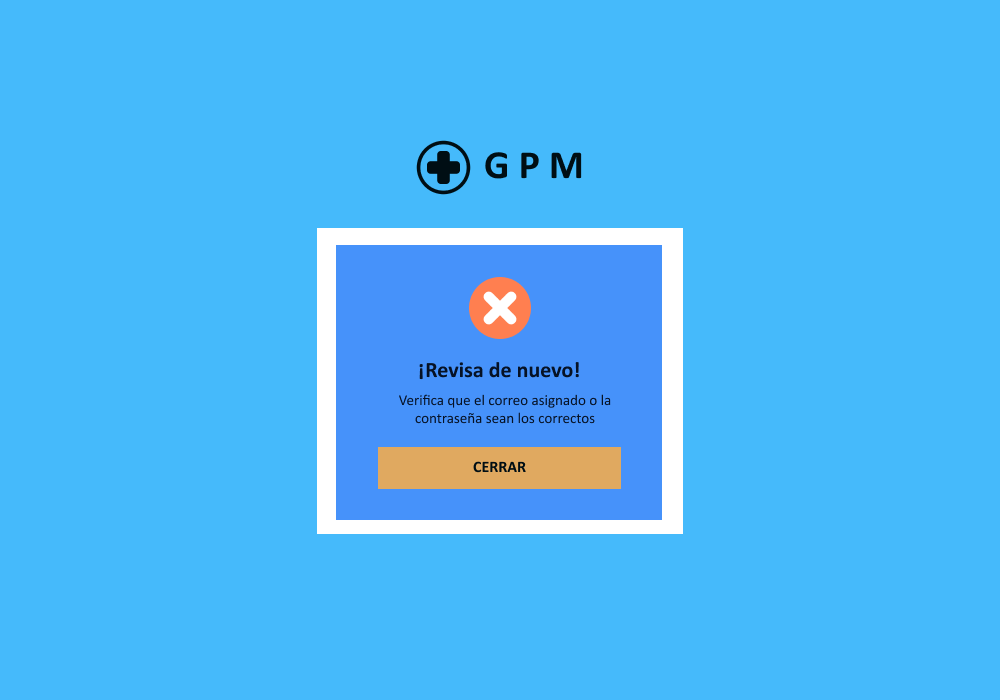 GPM
¡Revisa de nuevo!
Verifica que el correo asignado o la
contraseña sean los correctos
CERRAR